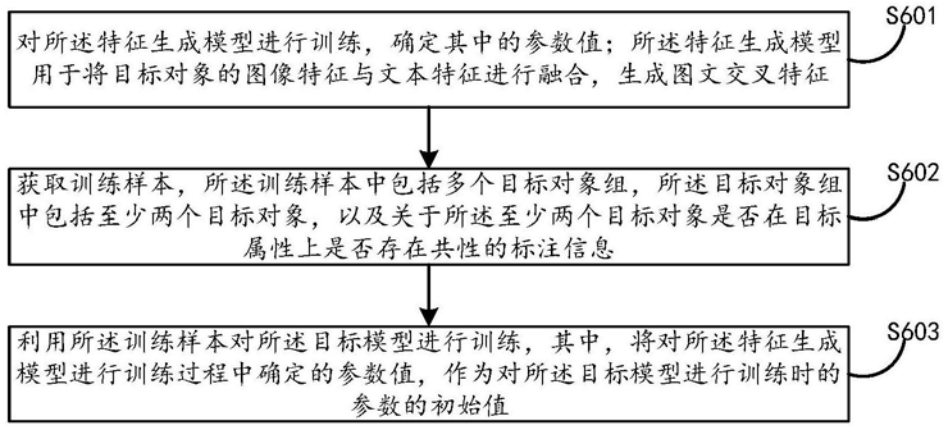 S601
对所述特征生成模型进行训练，确定其中的参数值；所述特征生成模型
用于将目标对象的图像特征与文本特征进行融合，生成图文交叉特征
S602
获取训练样本，所述训练样本中包括多个目标对象组，所述目标对象组
中包括至少两个目标对象，以及关于所述至少两个目标对象是否在目标
属性上是否存在共性的标注信息
S603
利用所述训练样本对所述目标模型进行训练，其中，将对所述特征生成
模型进行训练过程中确定的参数值，作为对所述目标模型进行训练时的
参数的初始值